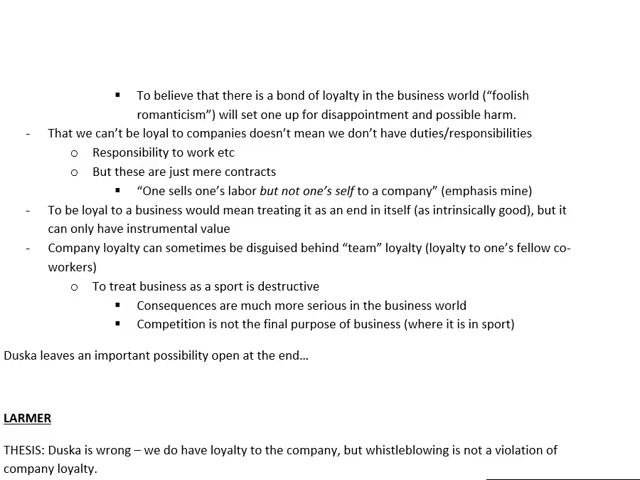 ▪ To believe that there is a bond of loyalty in the business world (“foolish
romanticism”) will set one up for disappointment and possible harm.
- That we can’t be loyal to companies doesn’t mean we don’t have duties/responsibilities
o Responsibility to work etc
o But these are just mere contracts
▪ “One sells one’s labor but not one’s self to a company” (emphasis mine)
- To be loyal to a business would mean treating it as an end in itself (as intrinsically good), but it
can only have instrumental value
- Company loyalty can sometimes be disguised behind “team” loyalty (loyalty to one’s fellow co-
workers)
o To treat business as a sport is destructive
▪ Consequences are much more serious in the business world
▪ Competition is not the final purpose of business (where it is in sport)
Duska leaves an important possibility open at the end…
LARMER
THESIS: Duska is wrong – we do have loyalty to the company, but whistleblowing is not a violation of
company loyalty.